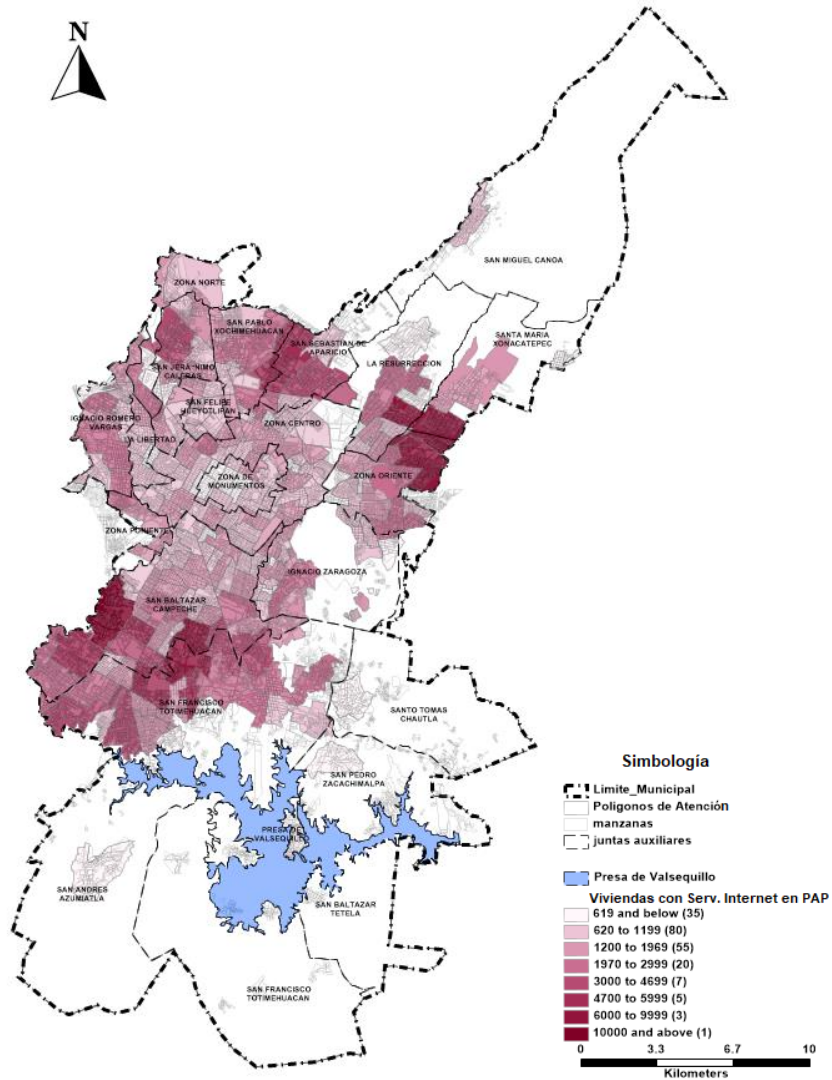 N
SAN MIGUEL CANOA
ZONA NORTE
SAN PABLO
XOCHIMEHUACAN
SAN SEBASTIAN DE
APARICIO
SANTA MARIA
XONACATEPEC
LA RESURRECCION
SAN JERA³NIMO
CALERAS
SAN FELIPE
HUEYOTLIPAN
IGNACIO ROMERO
VARGAS
LA LIBERTAD
ZONA CENTRO
ZONA DE
MONUMENTOS
ZONA ORIENTE
ZONA PONIENTE
IGNACIO ZARAGOZA
SAN BALTAZAR
CAMPECHE
SAN FRANCISCO
TOTIMEHUACAN
SANTO TOMAS
CHAUTLA
SAN PEDRO
ZACACHIMALPA
PRESA DE
VALSEQUILLO
SAN ANDRES
AZUMIATLA
SAN BALTAZAR
TETELA
SAN FRANCISCO
TOTIMEHUACAN
Simbología
Limite_Municipal
Poligonos de Atención
manzanas
juntas auxiliares
Presa de Valsequillo
Viviendas con Serv. Internet en PAP
619 and below (35)
620 to 1199 (80)
1200 to 1969 (55)
1970 to 2999 (20)
3000 to 4699 (7)
4700 to 5999 (5)
6000 to 9999 (3)
10000 and above (1)
0 3.3 6.7 10
Kilometers